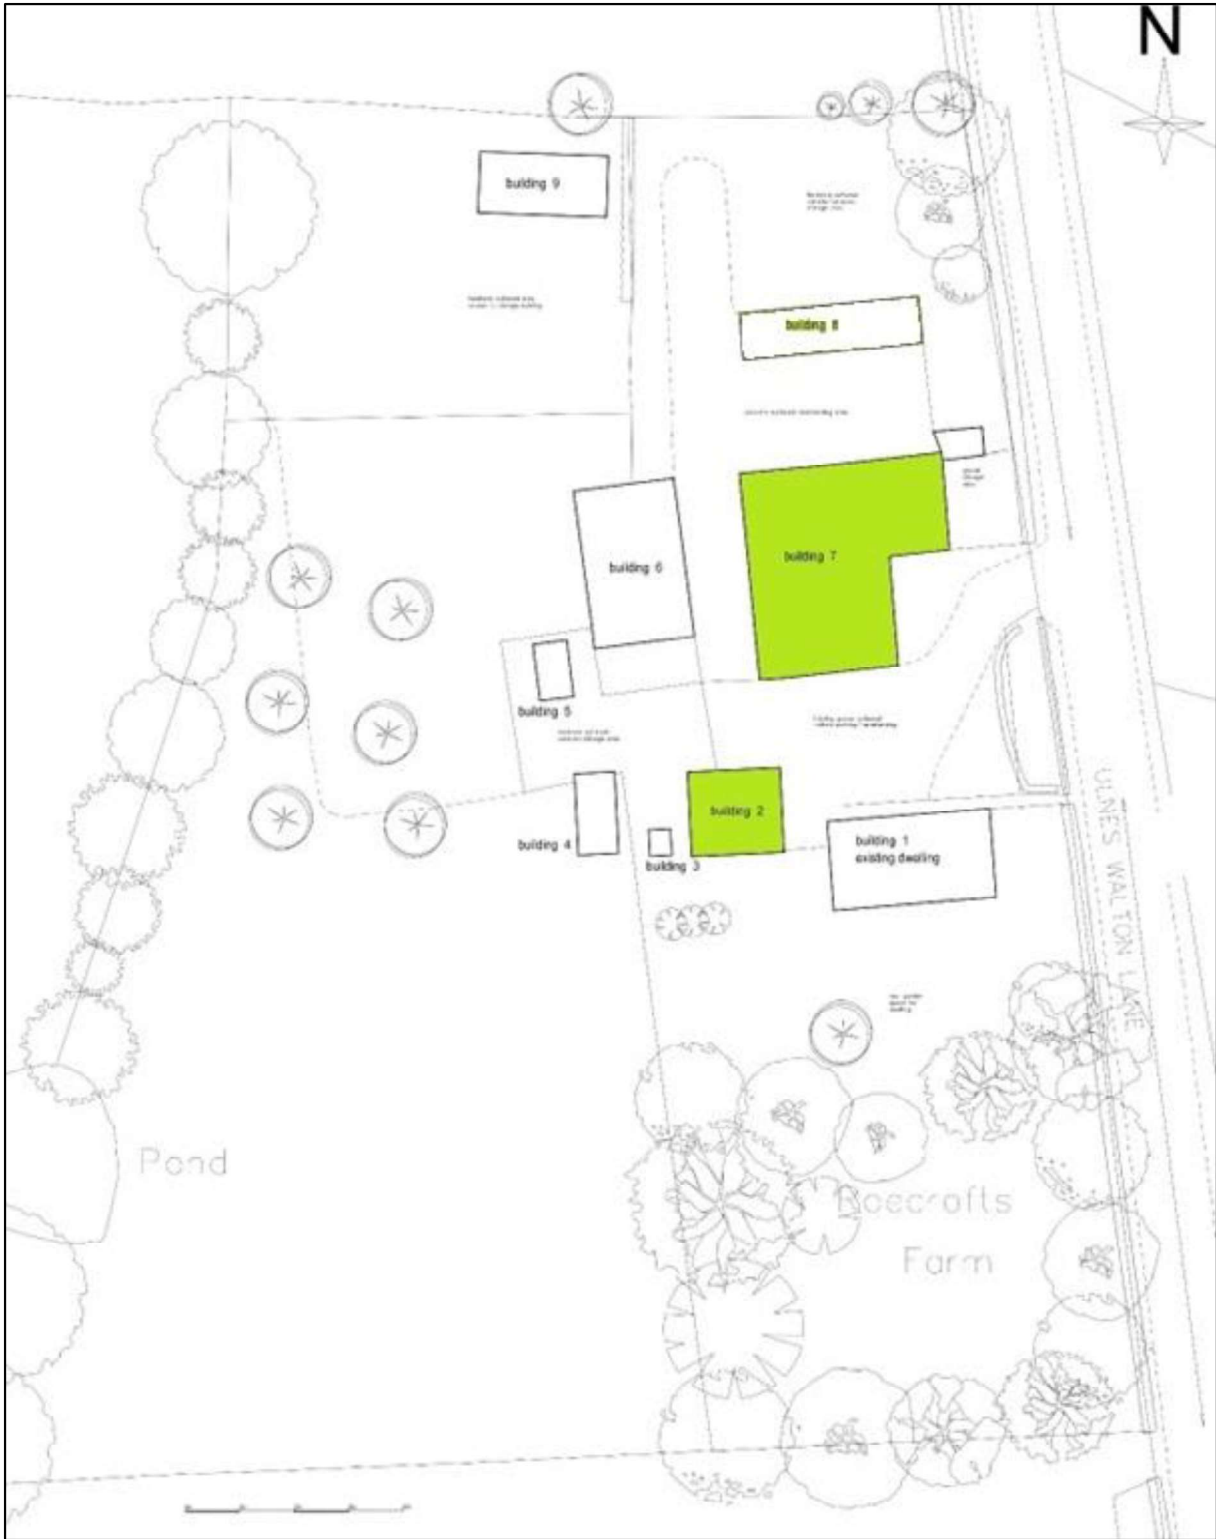 N
building 9
building 8
building 7
building 6
building 5
building 2
building 4
building 3
building 1
existing dwelling
ULNES WALTON LANE
Pond
Roecrofts
Farm